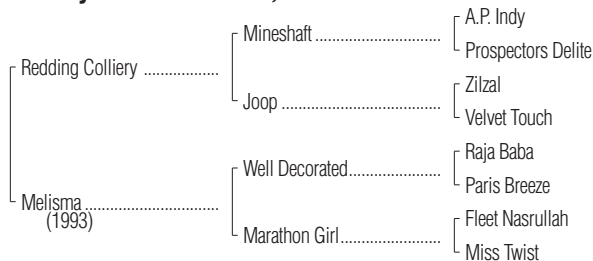 A.P. Indy
Mineshaft
Prospectors Delite
Redding Colliery
Zilzal
Joop
Velvet Touch
Raja Baba
Well Decorated
Paris Breeze
Melisma
(1993)
Fleet Nasrullah
Marathon Girl
Miss Twist